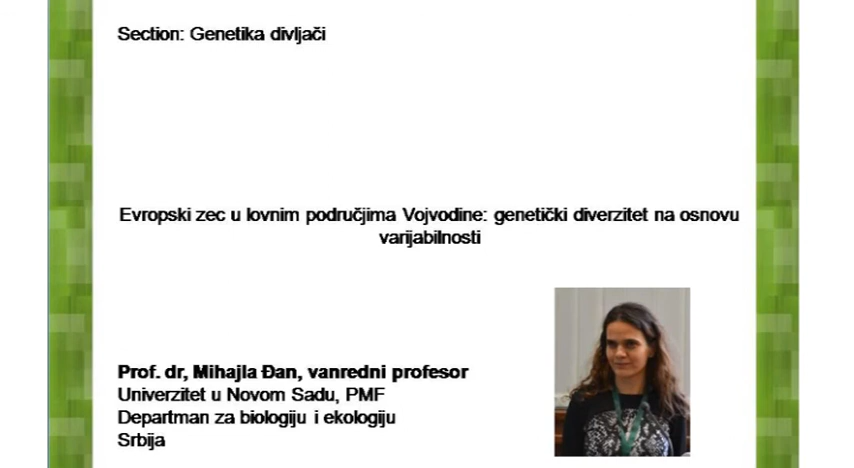 Section: Genetika divljači
Evropski zec u lovnim područjima Vojvodine: genetički diverzitet na osnovu
varijabilnosti
Prof. dr, Mihajla Đan, vanredni profesor
Univerzitet u Novom Sadu, PMF
Departman za biologiju i ekologiju
Srbija